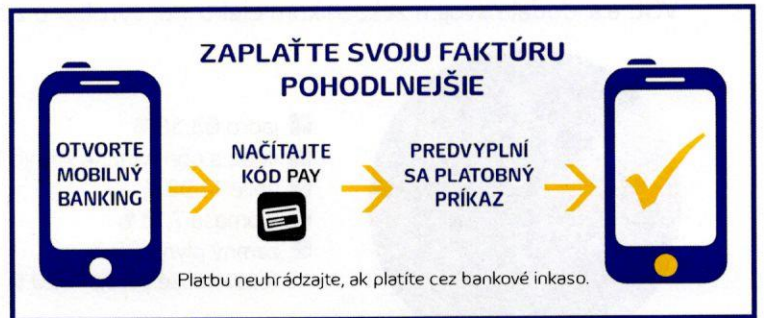 ZAPLAŤTE SVOJU FAKTÚRU
POHODLNEJŠIE
OTVORTE
MOBILNÝ
BANKING
NAČÍTAJTE
KÓD PAY
PREDVYPLNÍ
SA PLATOBNÝ
PRÍKAZ
Platbu neuhrádzajte, ak platíte cez bankové inkaso.